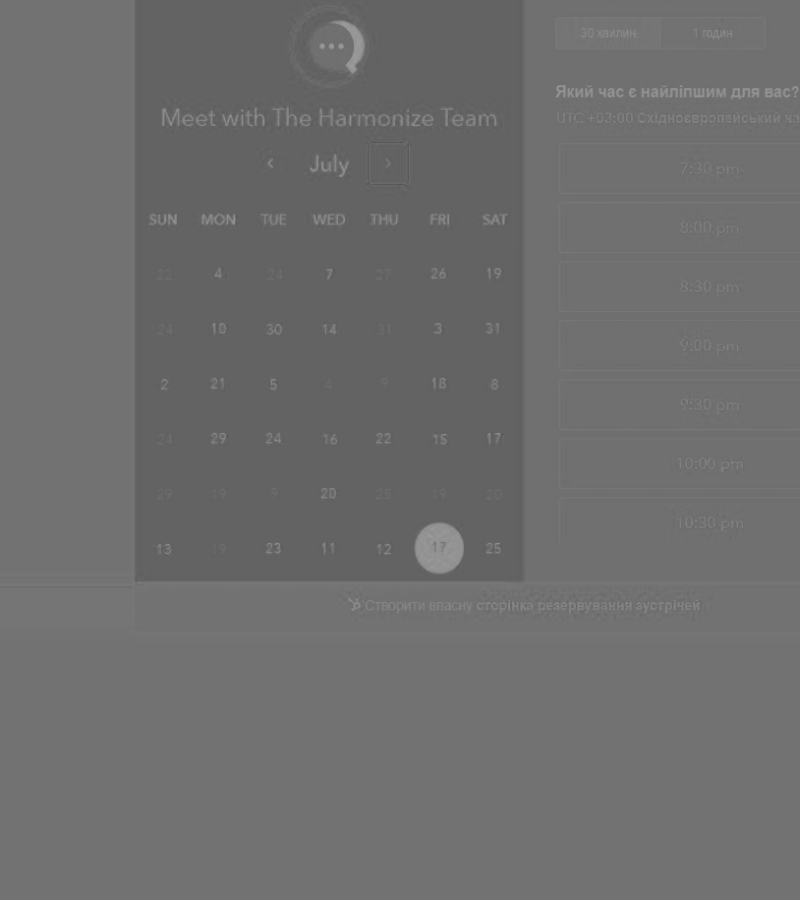 30 хвилин 1 годин
Який час є найліпшим для вас?
UTC +03:00 Східноєвропейський ча
Meet with The Harmonize Team
July
SUN MON TUE WED THU FRI SAT
22 4 24 7 27 26 19
24 10 30 14 31 3 31
2 21 5 4 9 18 8
24 29 24 16 22 15 17
29 19 9 20 25 19 20
13 19 23 11 12 17 25
7:30 pm
8:00 pm
8:30 pm
9:00 pm
9:30 pm
10:00 pm
10:30 pm
Створити власну сторінка резервування зустрічей